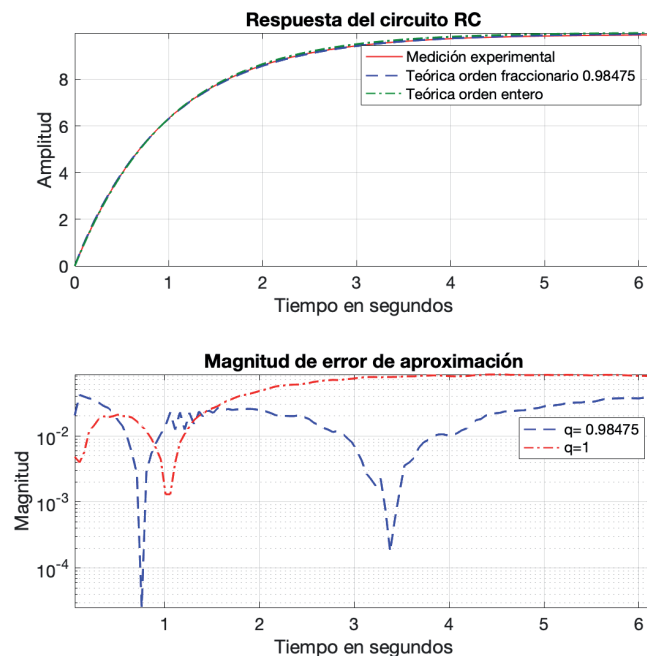 Respuesta del circuito RC
Amplitud
8
6
4
2
0
Medición experimental
Teórica orden fraccionario 0.98475
Teórica orden entero
0 1 2 3 4 5 6
Tiempo en segundos
Magnitud de error de aproximación
Magnitud
10-2
10-3
10-4
q= 0.98475
q=1
1 2 3 4 5 6
Tiempo en segundos